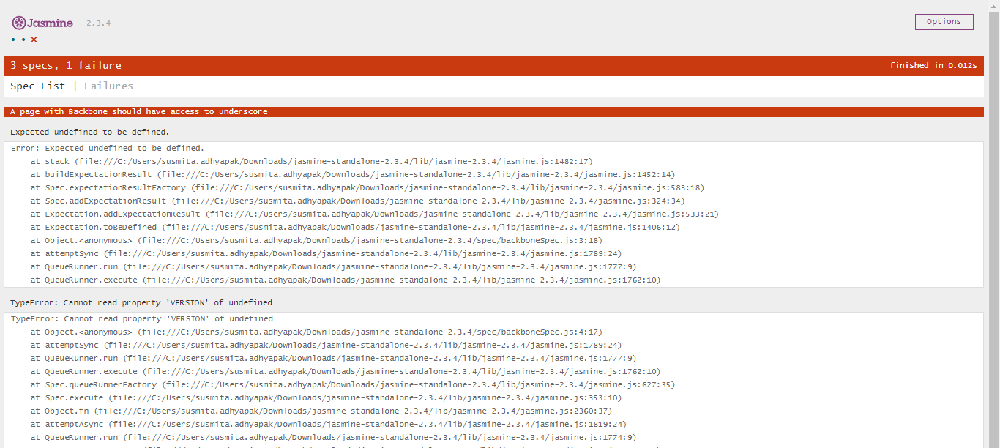 Jasmine 2.3.4 Options
• • ✕
3 specs, 1 failure finished in 0.012s
Spec List | Failures
A page with Backbone should have access to underscore
Expected undefined to be defined.
Error: Expected undefined to be defined.
at stack (file:///C:/Users/susmita.adhyapak/Downloads/jasmine-standalone-2.3.4/lib/jasmine-2.3.4/jasmine.js:1482:17)
at buildExpectationResult (file:///C:/Users/susmita.adhyapak/Downloads/jasmine-standalone-2.3.4/lib/jasmine-2.3.4/jasmine.js:1452:14)
at Spec.expectationResultFactory (file:///C:/Users/susmita.adhyapak/Downloads/jasmine-standalone-2.3.4/lib/jasmine-2.3.4/jasmine.js:583:18)
at Spec.addExpectationResult (file:///C:/Users/susmita.adhyapak/Downloads/jasmine-standalone-2.3.4/lib/jasmine-2.3.4/jasmine.js:324:34)
at Expectation.addExpectationResult (file:///C:/Users/susmita.adhyapak/Downloads/jasmine-standalone-2.3.4/lib/jasmine-2.3.4/jasmine.js:533:21)
at Expectation.toBeDefined (file:///C:/Users/susmita.adhyapak/Downloads/jasmine-standalone-2.3.4/lib/jasmine-2.3.4/jasmine.js:1406:12)
at Object.<anonymous> (file:///C:/Users/susmita.adhyapak/Downloads/jasmine-standalone-2.3.4/spec/backboneSpec.js:3:18)
at attemptSync (file:///C:/Users/susmita.adhyapak/Downloads/jasmine-standalone-2.3.4/lib/jasmine-2.3.4/jasmine.js:1789:24)
at QueueRunner.run (file:///C:/Users/susmita.adhyapak/Downloads/jasmine-standalone-2.3.4/lib/jasmine-2.3.4/jasmine.js:1777:9)
at QueueRunner.execute (file:///C:/Users/susmita.adhyapak/Downloads/jasmine-standalone-2.3.4/lib/jasmine-2.3.4/jasmine.js:1762:10)
TypeError: Cannot read property 'VERSION' of undefined
TypeError: Cannot read property 'VERSION' of undefined
at Object.<anonymous> (file:///C:/Users/susmita.adhyapak/Downloads/jasmine-standalone-2.3.4/spec/backboneSpec.js:4:17)
at attemptSync (file:///C:/Users/susmita.adhyapak/Downloads/jasmine-standalone-2.3.4/lib/jasmine-2.3.4/jasmine.js:1789:24)
at QueueRunner.run (file:///C:/Users/susmita.adhyapak/Downloads/jasmine-standalone-2.3.4/lib/jasmine-2.3.4/jasmine.js:1777:9)
at QueueRunner.execute (file:///C:/Users/susmita.adhyapak/Downloads/jasmine-standalone-2.3.4/lib/jasmine-2.3.4/jasmine.js:1762:10)
at Spec.queueRunnerFactory (file:///C:/Users/susmita.adhyapak/Downloads/jasmine-standalone-2.3.4/lib/jasmine-2.3.4/jasmine.js:627:35)
at Spec.execute (file:///C:/Users/susmita.adhyapak/Downloads/jasmine-standalone-2.3.4/lib/jasmine-2.3.4/jasmine.js:353:10)
at Object.fn (file:///C:/Users/susmita.adhyapak/Downloads/jasmine-standalone-2.3.4/lib/jasmine-2.3.4/jasmine.js:2360:37)
at attemptAsync (file:///C:/Users/susmita.adhyapak/Downloads/jasmine-standalone-2.3.4/lib/jasmine-2.3.4/jasmine.js:1819:24)
at QueueRunner.run (file:///C:/Users/susmita.adhyapak/Downloads/jasmine-standalone-2.3.4/lib/jasmine-2.3.4/jasmine.js:1774:9)